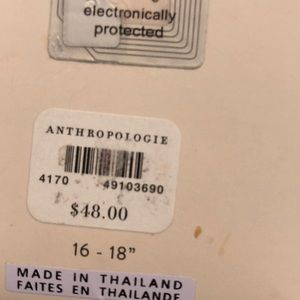 electronically
protected
ANTHROPOLOGIE
4170 49103690
$48.00
16 - 18"
MADE IN THAILAND
FAITES EN THAILANDE